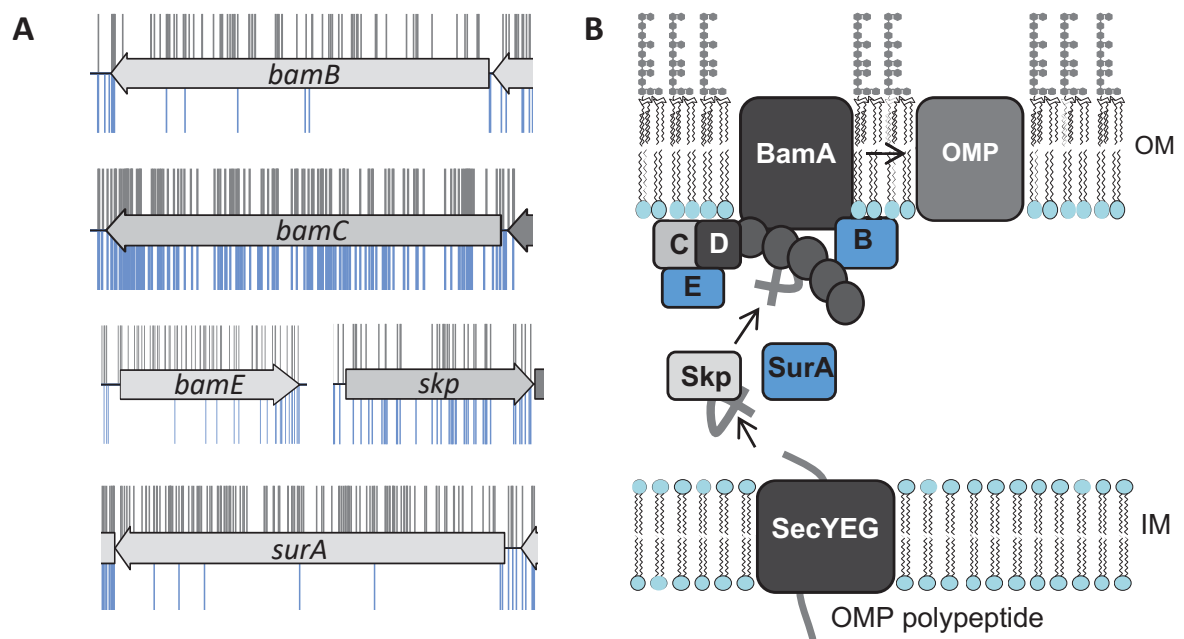 A
bamB
bamC
bamE
skp
surA
B
BamA
OMP
OM
C
D
B
E
Skp
SurA
SecYEG
IM
OMP polypeptide